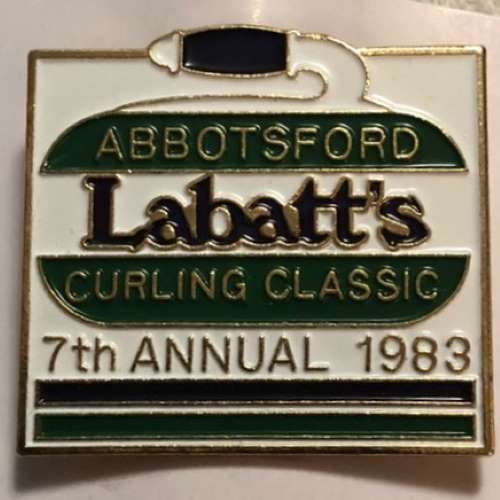 ABBOTSFORD
Labatt's
CURLING CLASSIC
7th ANNUAL 1983